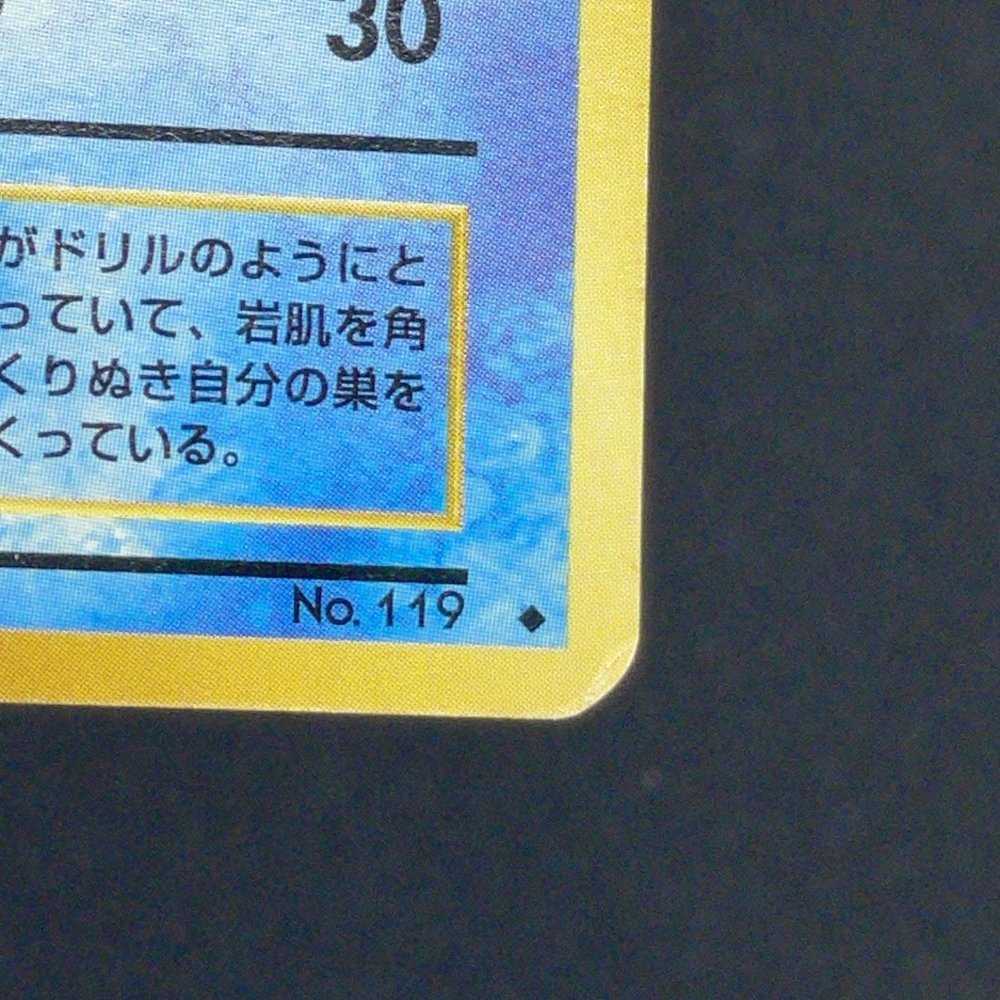 30
がドリルのようにと
っていて、岩肌を角
くりぬき自分の巣を
くっている。
No. 119